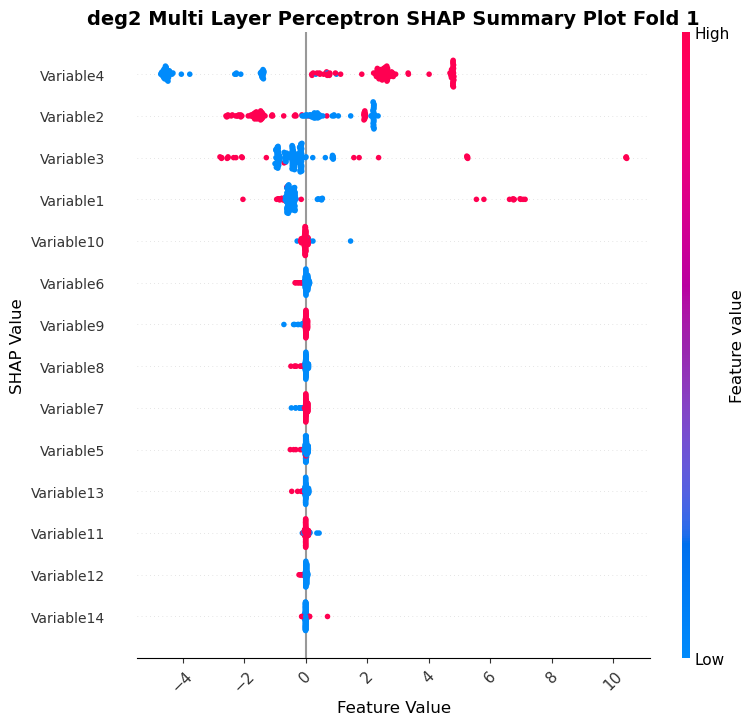 deg2 Multi Layer Perceptron SHAP Summary Plot Fold 1
High
Variable4
Variable2
Variable3
Variable1
Variable10
Variable6
Variable9
Variable8
Variable7
Variable5
Variable13
Variable11
Variable12
Variable14
SHAP Value
Feature value
Low
−4
−2
0
2
4
6
8
10
Feature Value